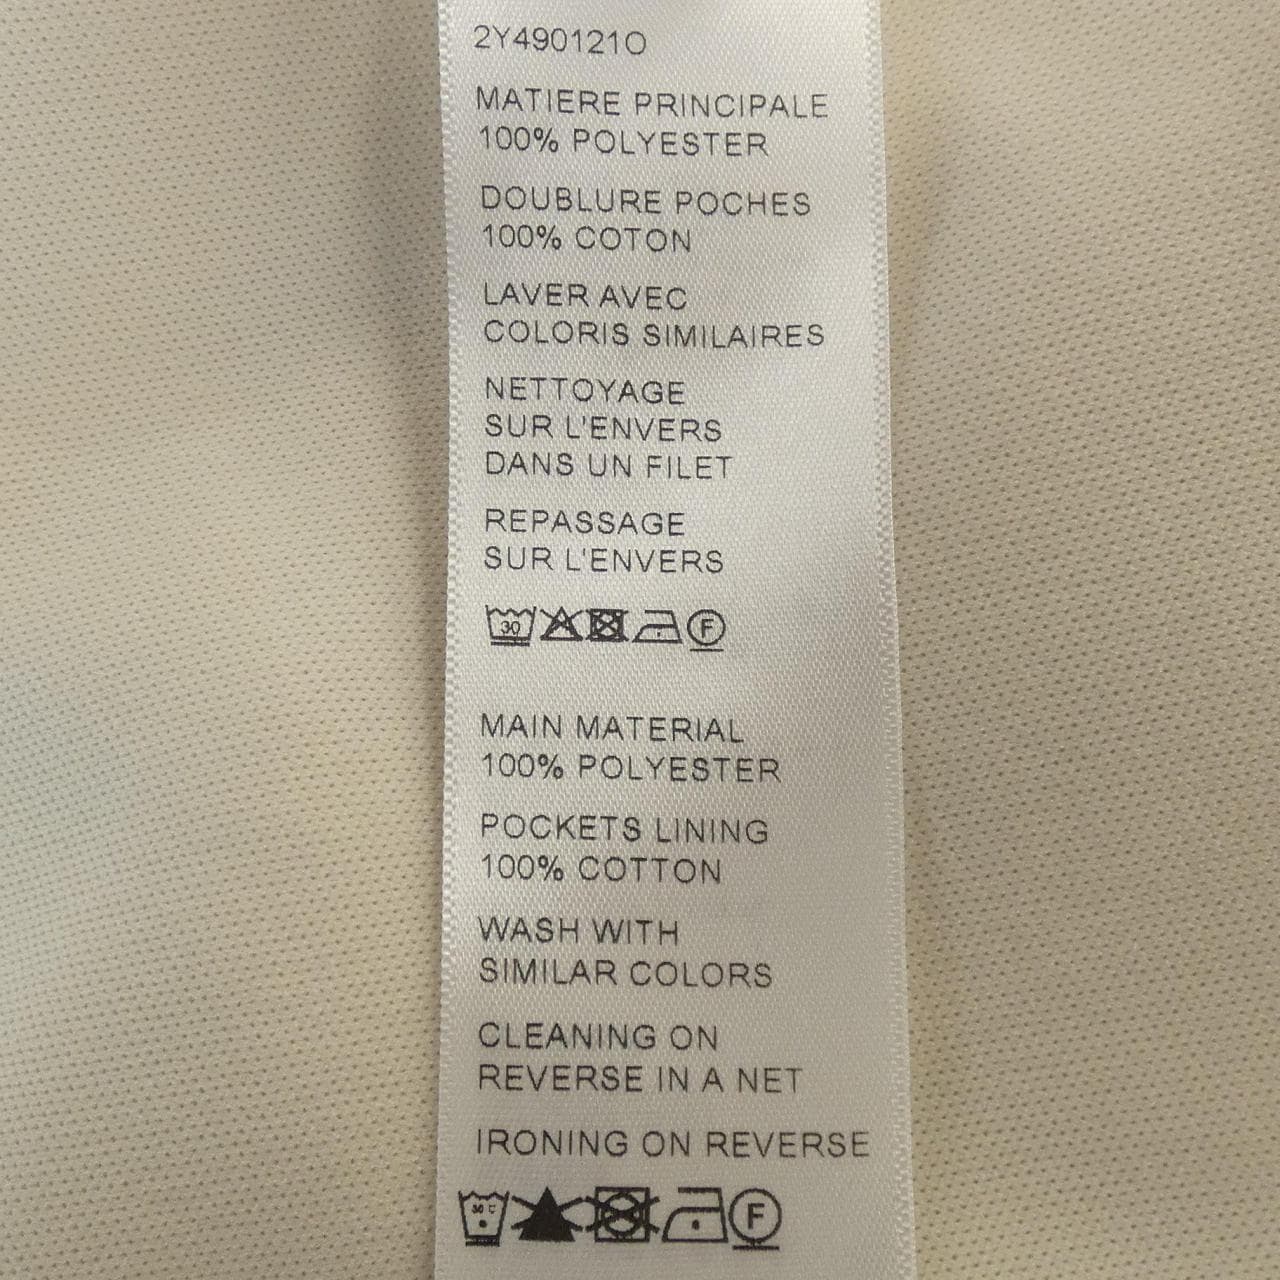 2Y490121O
MATIERE PRINCIPALE
100% POLYESTER
DOUBLURE POCHES
100% COTON
LAVER AVEC
COLORIS SIMILAIRES
NETTOYAGE
SUR L'ENVERS
DANS UN FILET
REPASSAGE
SUR L'ENVERS
30 F
MAIN MATERIAL
100% POLYESTER
POCKETS LINING
100% COTTON
WASH WITH
SIMILAR COLORS
CLEANING ON
REVERSE IN A NET
IRONING ON REVERSE
30°C F